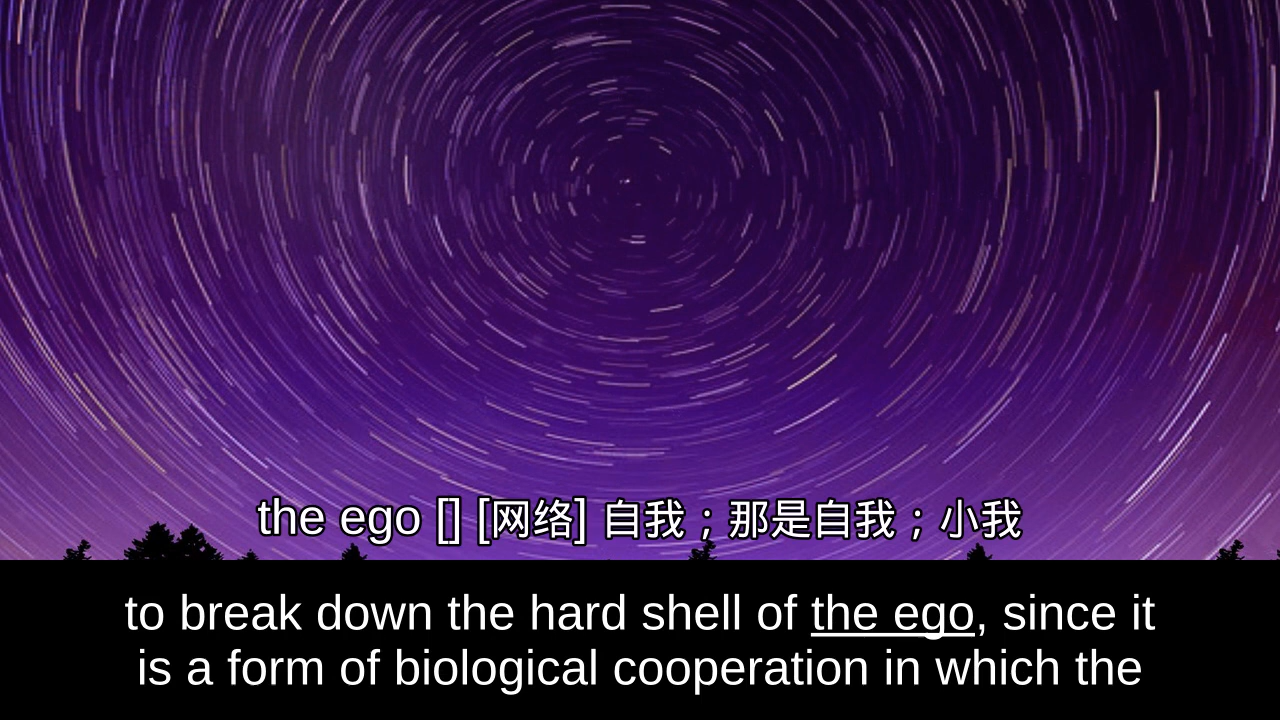 the ego [] [网络] 自我；那是自我；小我
to break down the hard shell of the ego, since it
is a form of biological cooperation in which the